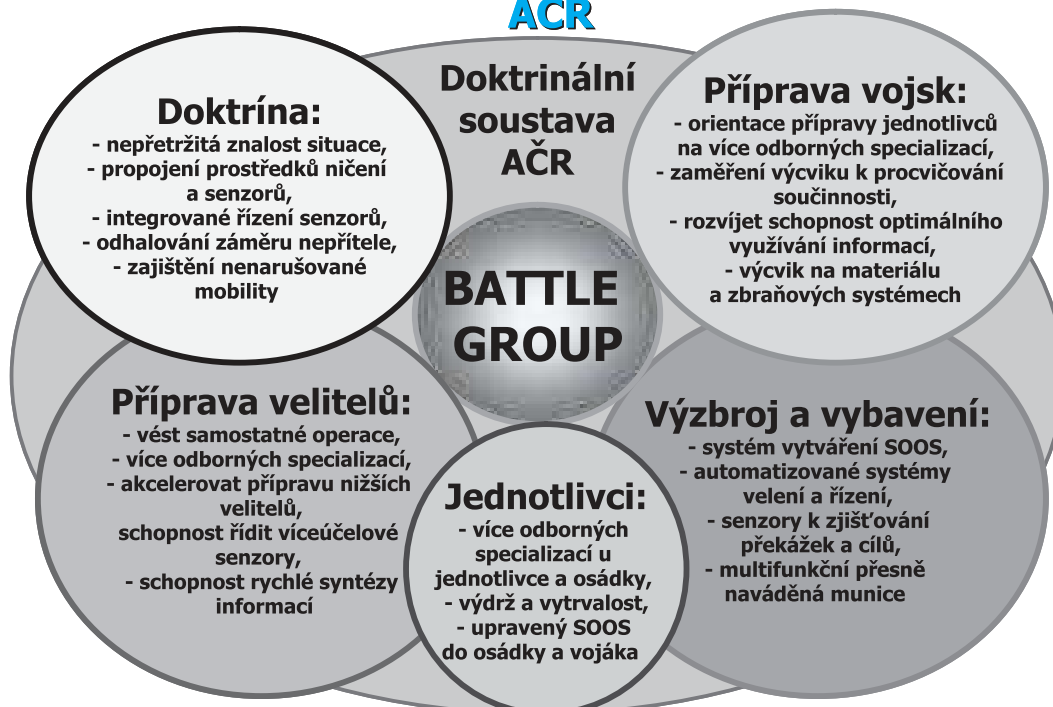 AČR
Doktrinální
soustava
AČR
Doktrína:
- nepřetržitá znalost situace,
- propojení prostředků ničení
a senzorů,
- integrované řízení senzorů,
- odhalování záměru nepřítele,
- zajištění nenarušované
mobility
Příprava vojsk:
- orientace přípravy jednotlivců
na více odborných specializací,
- zaměření výcviku k procvičování
součinnosti,
- rozvíjet schopnost optimálního
využívání informací,
- výcvik na materiálu
a zbraňových systémech
BATTLE
GROUP
Příprava velitelů:
- vést samostatné operace,
- více odborných specializací,
- akcelerovat přípravu nižších
velitelů,
schopnost řídit víceúčelové
senzory,
- schopnost rychlé syntézy
informací
Jednotlivci:
- více odborných
specializací u
jednotlivce a osádky,
- výdrž a vytrvalost,
- upravený SOOS
do osádky a vojáka
Výzbroj a vybavení:
- systém vytváření SOOS,
- automatizované systémy
velení a řízení,
- senzory k zjišťování
překážek a cílů,
- multifunkční přesně
naváděná munice